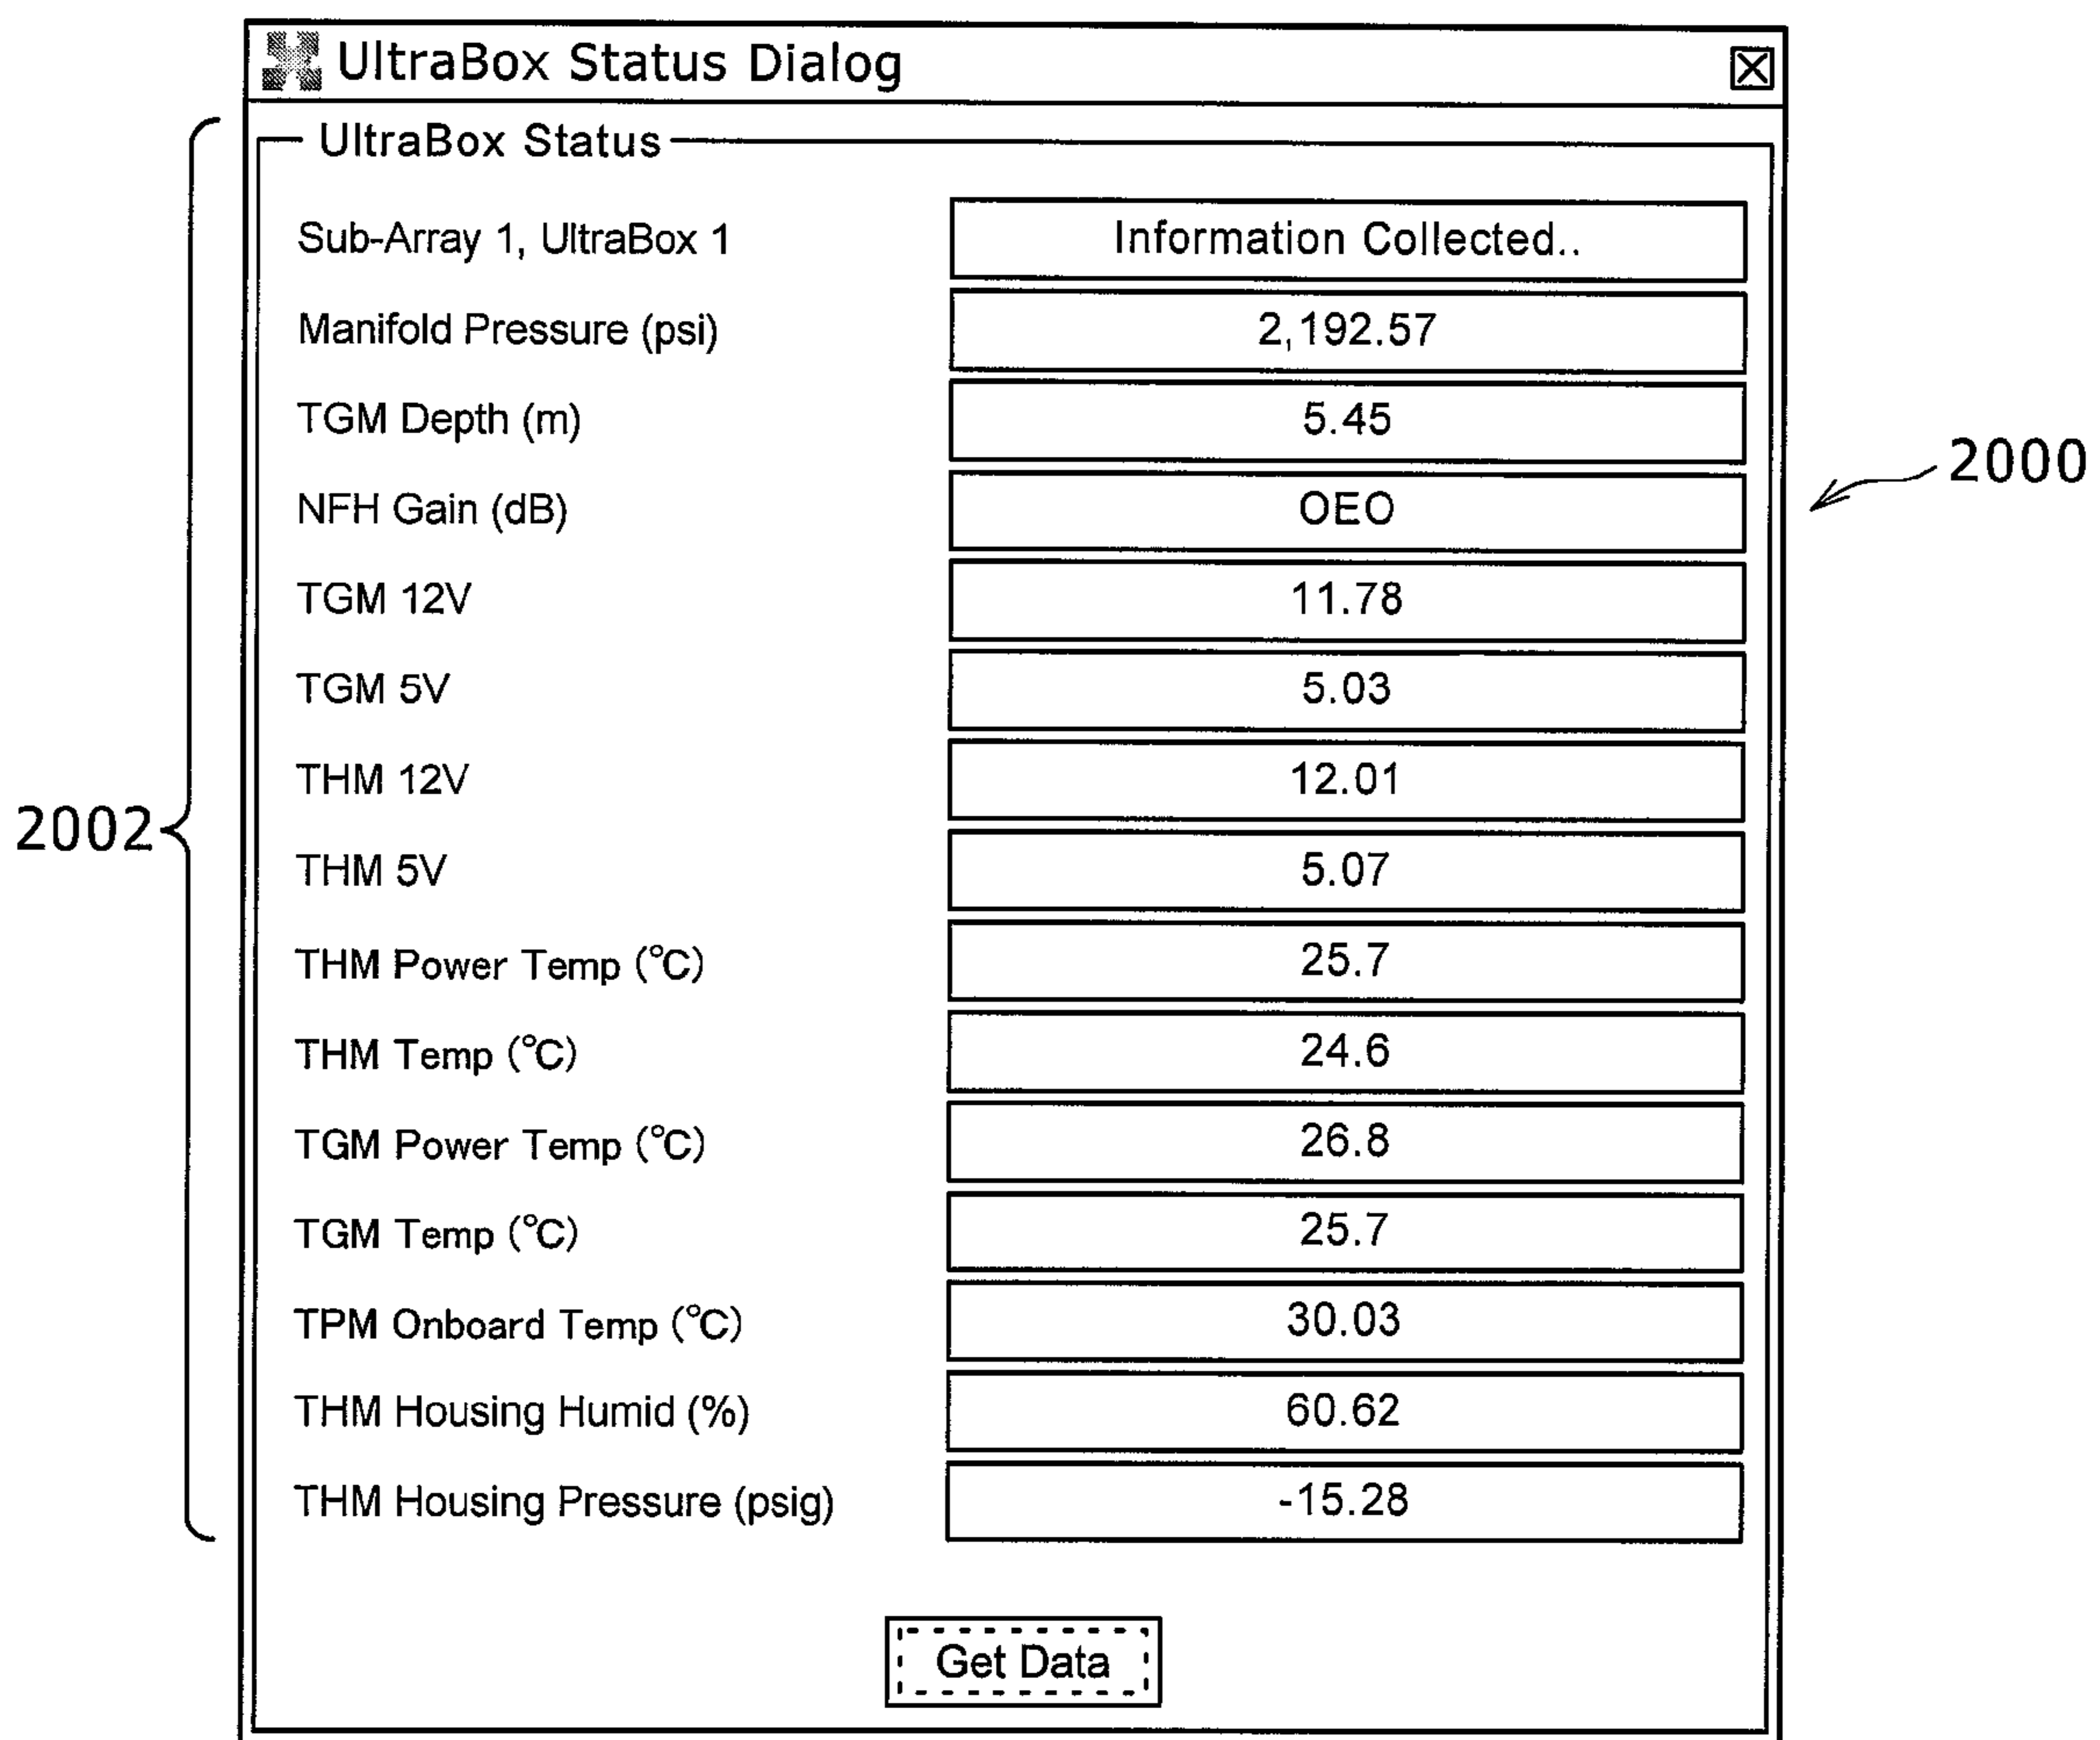 UltraBox Status Dialog
UltraBox Status
Sub-Array 1, UltraBox 1 Information Collected..
Manifold Pressure (psi) 2,192.57
TGM Depth (m) 5.45
2000
NFH Gain (dB) OEO
TGM 12V 11.78
TGM 5V 5.03
THM 12V 12.01
2002
THM 5V 5.07
THM Power Temp (°C) 25.7
THM Temp (°C) 24.6
TGM Power Temp (°C) 26.8
TGM Temp (°C) 25.7
TPM Onboard Temp (°C) 30.03
THM Housing Humid (%) 60.62
THM Housing Pressure (psig) -15.28
Get Data